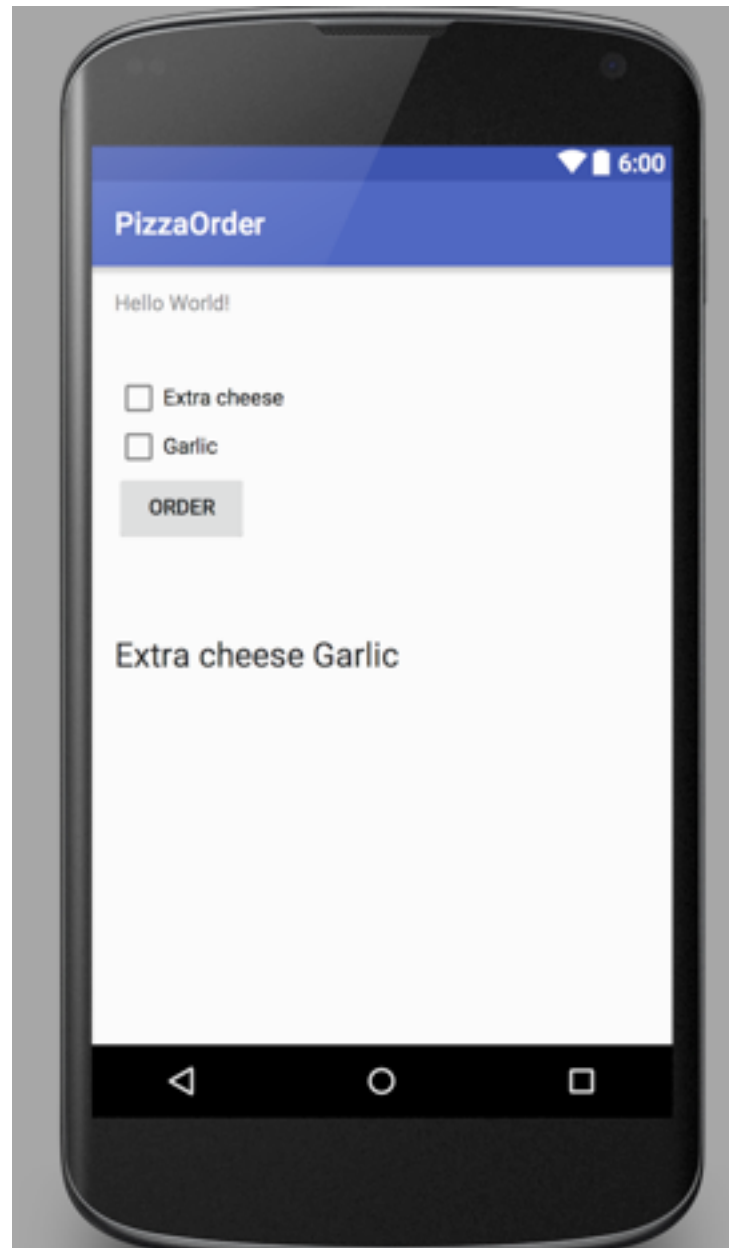 6:00
PizzaOrder
Hello World!
Extra cheese
Garlic
ORDER
Extra cheese Garlic